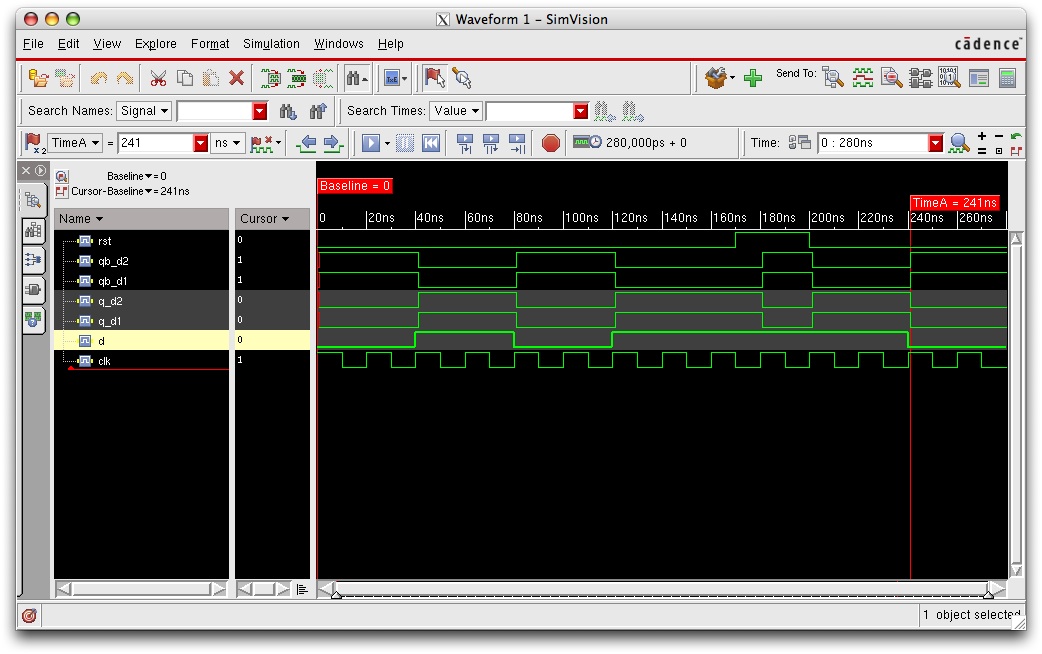 Waveform 1 - SimVision
File Edit View Explore Format Simulation Windows Help
cādence™
Send To:
Search Names: Signal
Search Times: Value
x2 TimeA = 241 ns
280,000ps + 0
Time: 0 : 280ns
Baseline = 0
Cursor-Baseline = 241ns
Baseline = 0
TimeA = 241ns
Name Cursor
0 20ns 40ns 60ns 80ns 100ns 120ns 140ns 160ns 180ns 200ns 220ns 240ns 260ns
rst 0
qb_d2 1
qb_d1 1
q_d2 0
q_d1 0
d 0
clk 1
1 object selected